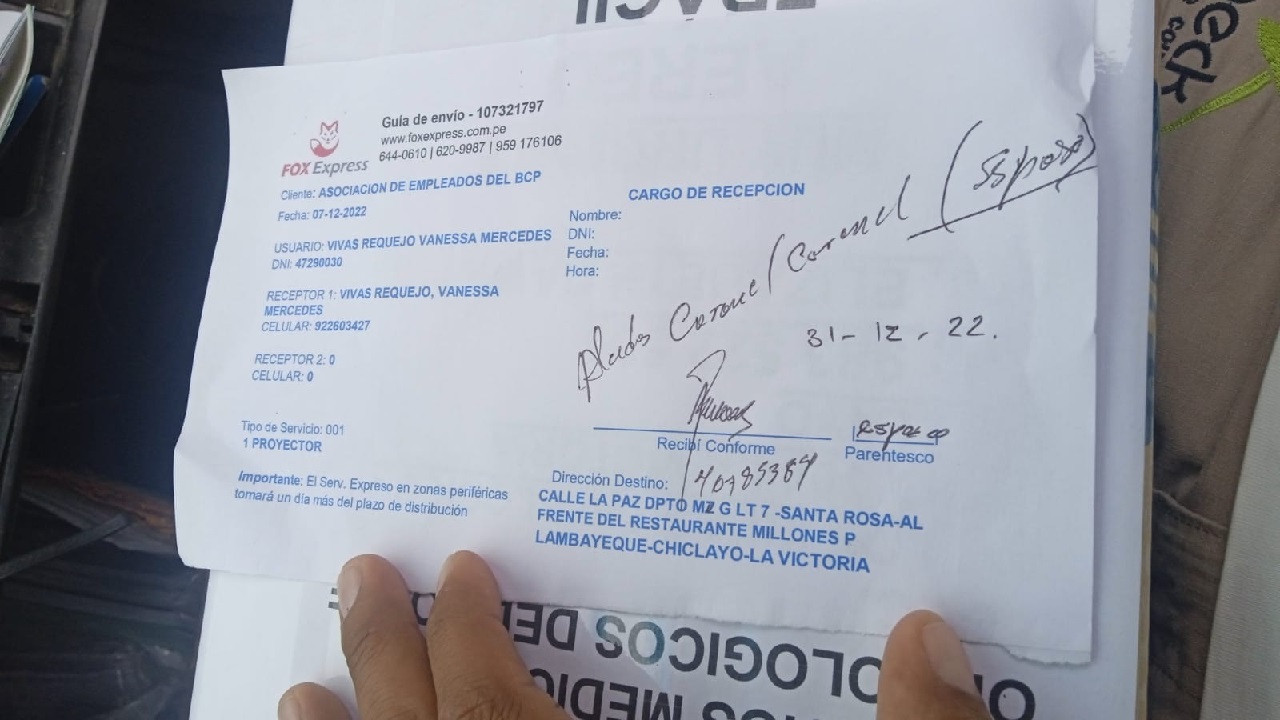 Guia de envío - 107321797
www.foxexpress.com.pe
644-0610 | 620-9987 | 959 176106
FOX Express
Cliente: ASOCIACION DE EMPLEADOS DEL BCP
Fecha: 07-12-2022
USUARIO: VIVAS REQUEJO VANESSA MERCEDES
DNI: 47290030
RECEPTOR 1: VIVAS REQUEJO, VANESSA
MERCEDES
CELULAR: 922603427
RECEPTOR 2: 0
CELULAR: 0
Tipo de Servicio: 001
1 PROYECTOR
Importante: El Serv. Expreso en zonas periféricas
tomará un día más del plazo de distribución
CARGO DE RECEPCION
Nombre:
DNI:
Fecha:
Hora:
(Esposo)
31-12-22.
Recibí Conforme
Parentesco
40785384
Dirección Destino:
CALLE LA PAZ DPTO MZ G LT 7 -SANTA ROSA-AL
FRENTE DEL RESTAURANTE MILLONES P
LAMBAYEQUE-CHICLAYO-LA VICTORIA